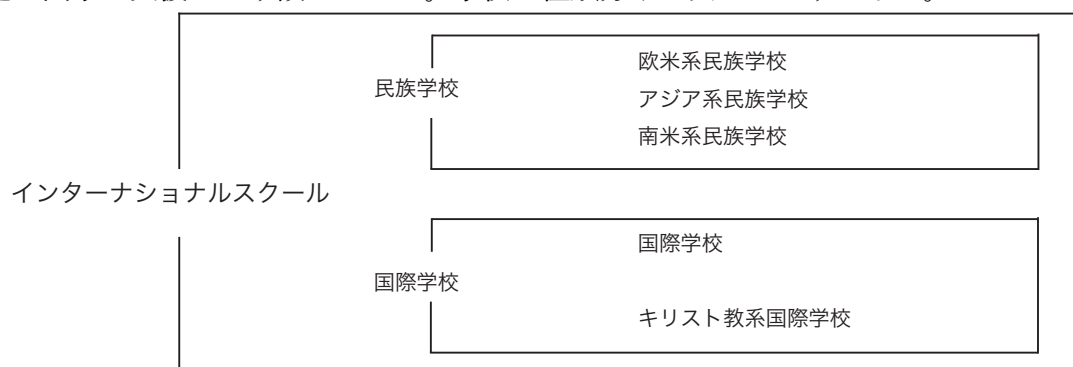 欧米系民族学校
民族学校
アジア系民族学校
南米系民族学校
インターナショナルスクール
国際学校
国際学校
キリスト教系国際学校